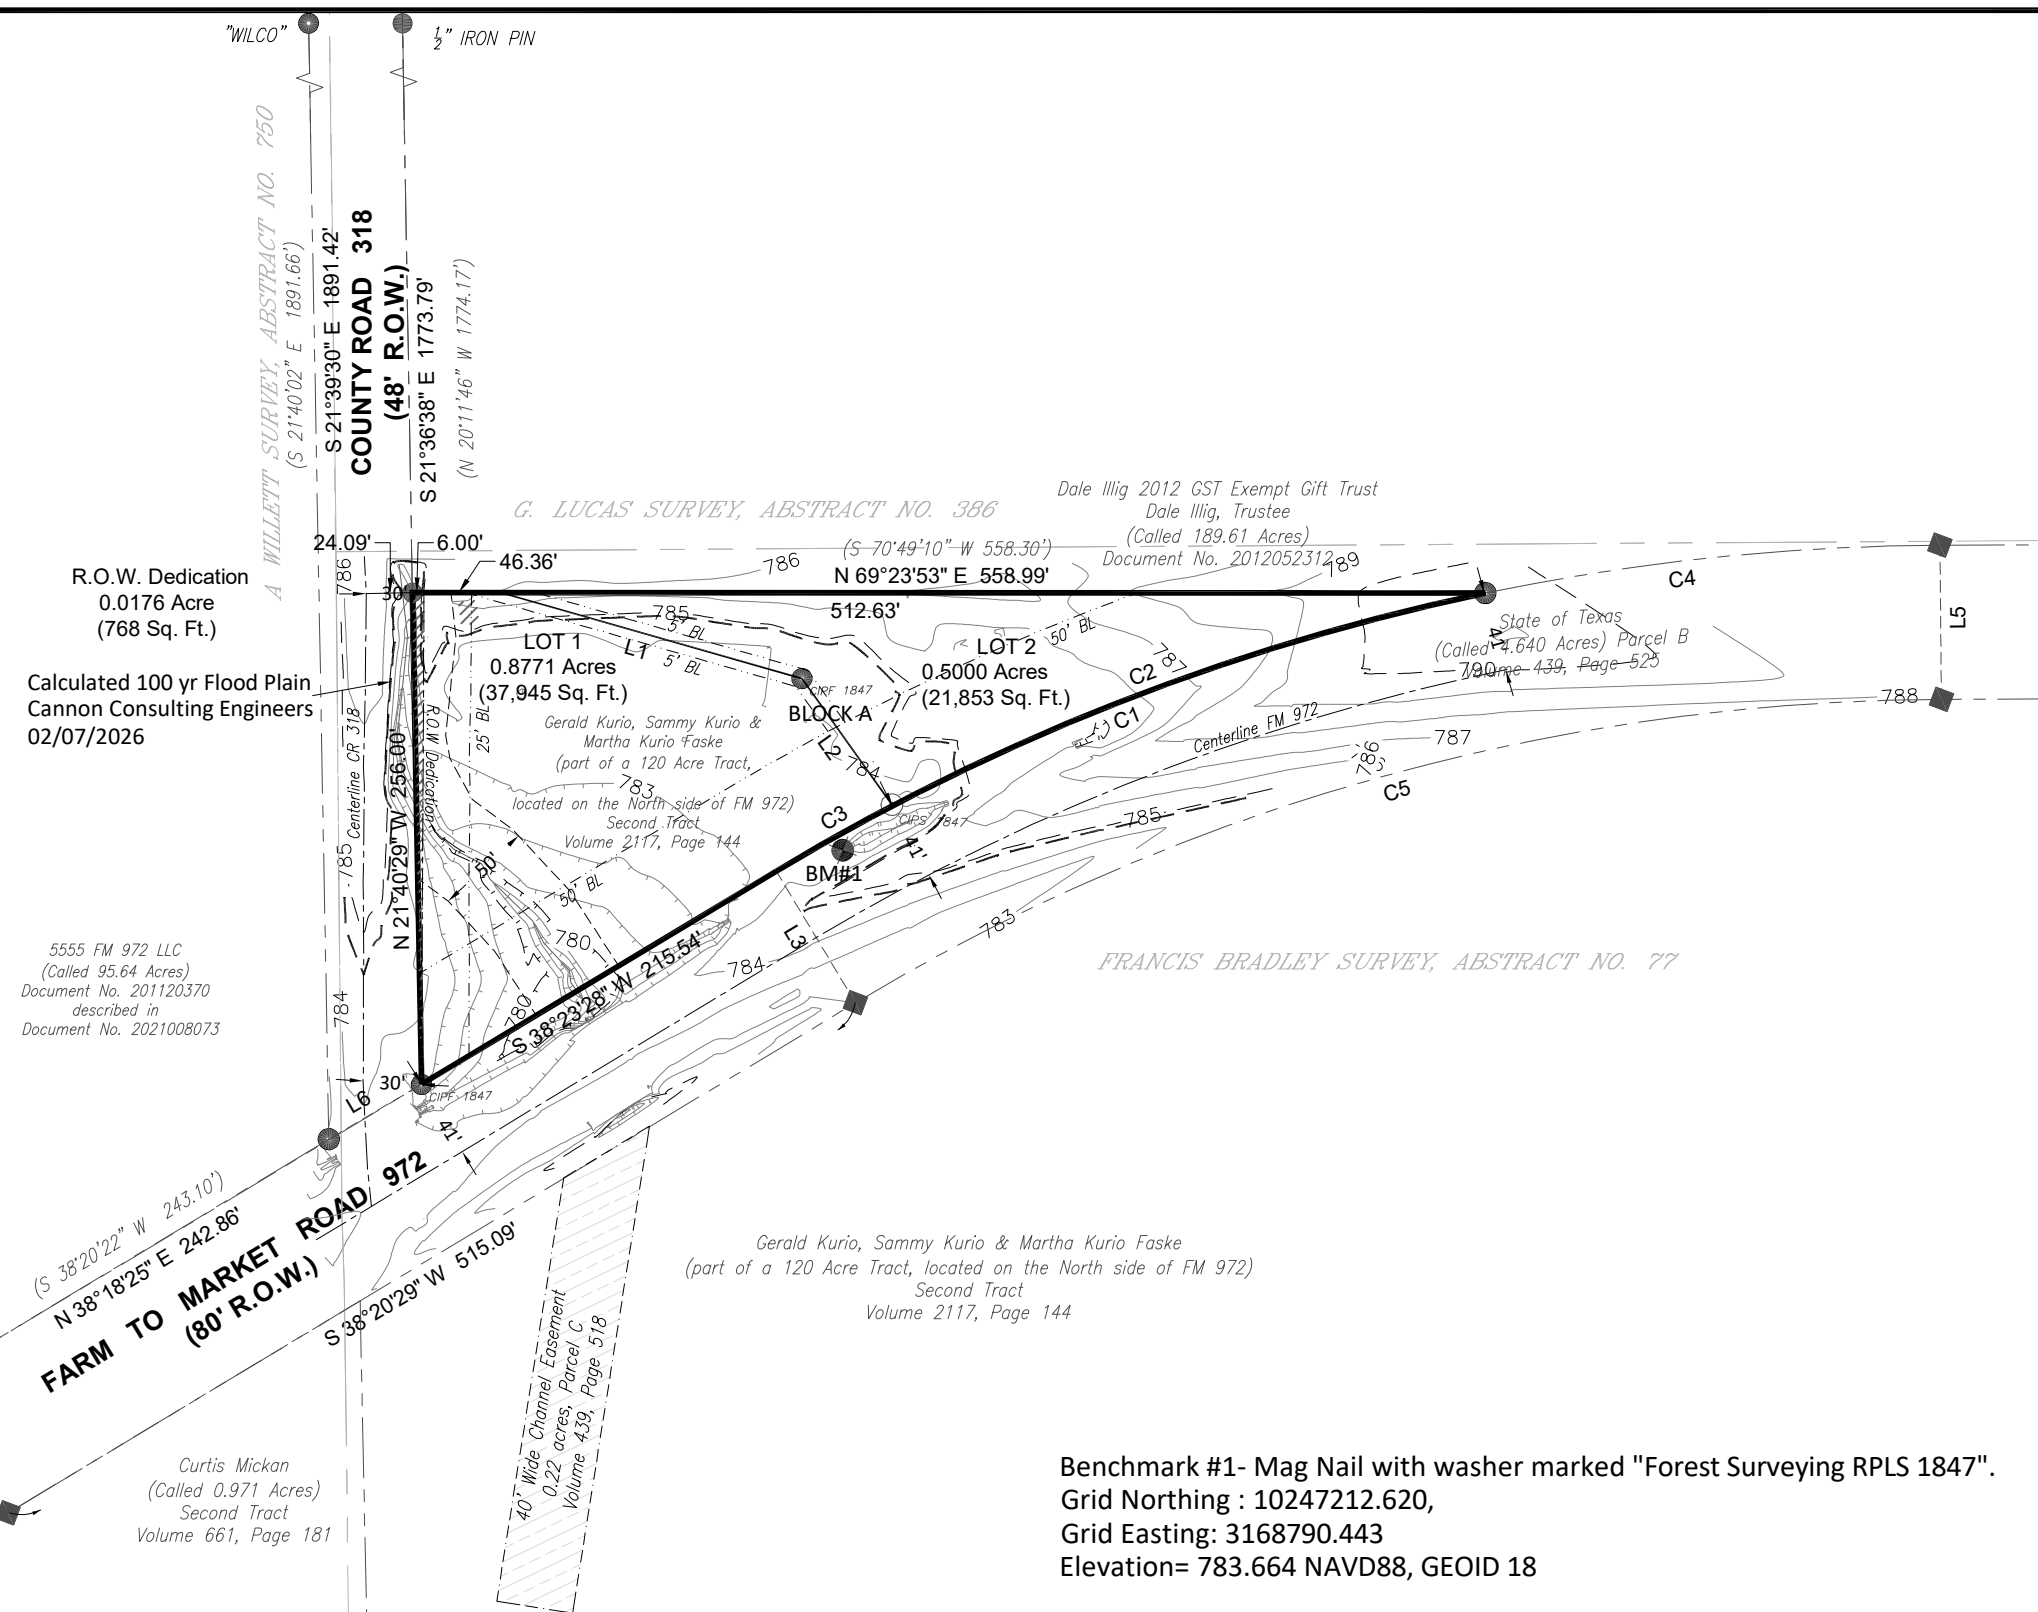 "WILCO"
1/2" IRON PIN
A WILLETT SURVEY, ABSTRACT NO. 750
(S 21°40'02" E 1891.66')
S 21°39'30" E 1891.42'
COUNTY ROAD 318
(48' R.O.W.)
S 21°36'38" E 1773.79'
(N 20°11'46" W 1774.17')
G. LUCAS SURVEY, ABSTRACT NO. 386
Dale Illig 2012 GST Exempt Gift Trust
Dale Illig, Trustee
(Called 189.61 Acres)
Document No. 2012052312
(S 70°49'10" W 558.30')
N 69°23'53" E 558.99'
512.63'
24.09'
6.00'
46.36'
786
786
789
R.O.W. Dedication
0.0176 Acre
(768 Sq. Ft.)
30'
Calculated 100 yr Flood Plain
Cannon Consulting Engineers
02/07/2026
785
5' BL
L1
5' BL
LOT 1
0.8771 Acres
(37,945 Sq. Ft.)
LOT 2
0.5000 Acres
(21,853 Sq. Ft.)
50' BL
787
C2
C1
C4
L5
State of Texas
(Called 4.640 Acres) Parcel B
Volume 439, Page 525
41'
790
788
787
786
786
Centerline FM 972
C5
CIPF 1847
BLOCK A
L2
784
Gerald Kurio, Sammy Kurio &
Martha Kurio Faske
(part of a 120 Acre Tract,
located on the North side of FM 972)
Second Tract
Volume 2117, Page 144
783
25' BL
R.O.W Dedication
N 21°40'29" W 256.00'
Centerline CR 318
785
784
C3
CIPS 1847
41'
BM#1
785
783
784
L3
50'
50' BL
780
780
S 38°23'28" W 215.54'
FRANCIS BRADLEY SURVEY, ABSTRACT NO. 77
5555 FM 972 LLC
(Called 95.64 Acres)
Document No. 201120370
described in
Document No. 2021008073
30'
CIPF 1847
L6
41'
(S 38°20'22" W 243.10')
N 38°18'25" E 242.86'
FARM TO MARKET ROAD 972
(80' R.O.W.)
S 38°20'29" W 515.09'
40' Wide Channel Easement
0.22 acres, Parcel C
Volume 439, Page 518
Gerald Kurio, Sammy Kurio & Martha Kurio Faske
(part of a 120 Acre Tract, located on the North side of FM 972)
Second Tract
Volume 2117, Page 144
Curtis Mickan
(Called 0.971 Acres)
Second Tract
Volume 661, Page 181
Benchmark #1- Mag Nail with washer marked "Forest Surveying RPLS 1847".
Grid Northing : 10247212.620,
Grid Easting: 3168790.443
Elevation= 783.664 NAVD88, GEOID 18